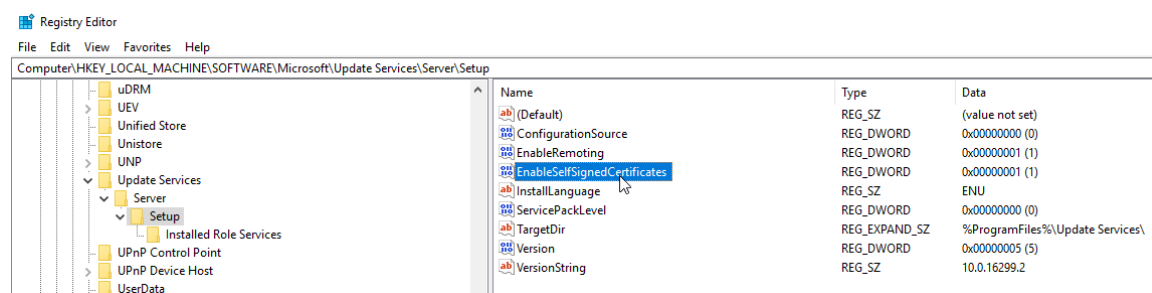 Registry Editor
File Edit View Favorites Help
Computer\HKEY_LOCAL_MACHINE\SOFTWARE\Microsoft\Update Services\Server\Setup
uDRM
UEV
Unified Store
Unistore
UNP
Update Services
Server
Setup
Installed Role Services
UPnP Control Point
UPnP Device Host
UserData
Name Type Data
(Default) REG_SZ (value not set)
ConfigurationSource REG_DWORD 0x00000000 (0)
EnableRemoting REG_DWORD 0x00000001 (1)
EnableSelfSignedCertificates REG_DWORD 0x00000001 (1)
InstallLanguage REG_SZ ENU
ServicePackLevel REG_DWORD 0x00000000 (0)
TargetDir REG_EXPAND_SZ %ProgramFiles%\Update Services\
Version REG_DWORD 0x00000005 (5)
VersionString REG_SZ 10.0.16299.2